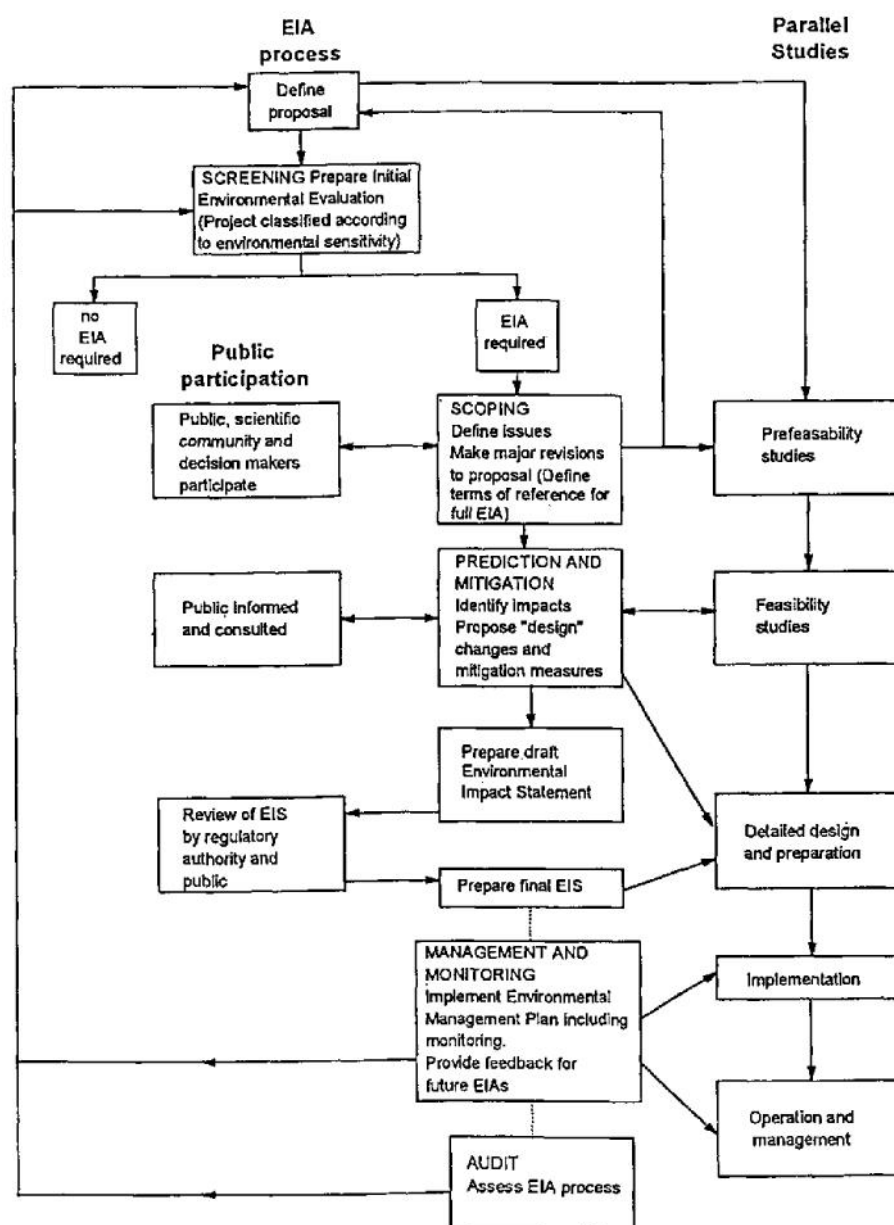 EIA
process
Parallel
Studies
Define
proposal
SCREENING Prepare Initial
Environmental Evaluation
(Project classified according
to environmental sensitivity)
no
EIA
required
EIA
required
Public
participation
Public, scientific
community and
decision makers
participate
SCOPING
Define issues
Make major revisions
to proposal (Define
terms of reference for
full EIA)
Prefeasability
studies
Public informed
and consulted
PREDICTION AND
MITIGATION
Identify impacts
Propose "design"
changes and
mitigation measures
Feasibility
studies
Prepare draft
Environmental
Impact Statement
Review of EIS
by regulatory
authority and
public
Detailed design
and preparation
Prepare final EIS
MANAGEMENT AND
MONITORING
Implement Environmental
Management Plan including
monitoring.
Provide feedback for
future EIAs
Implementation
Operation and
management
AUDIT
Assess EIA process